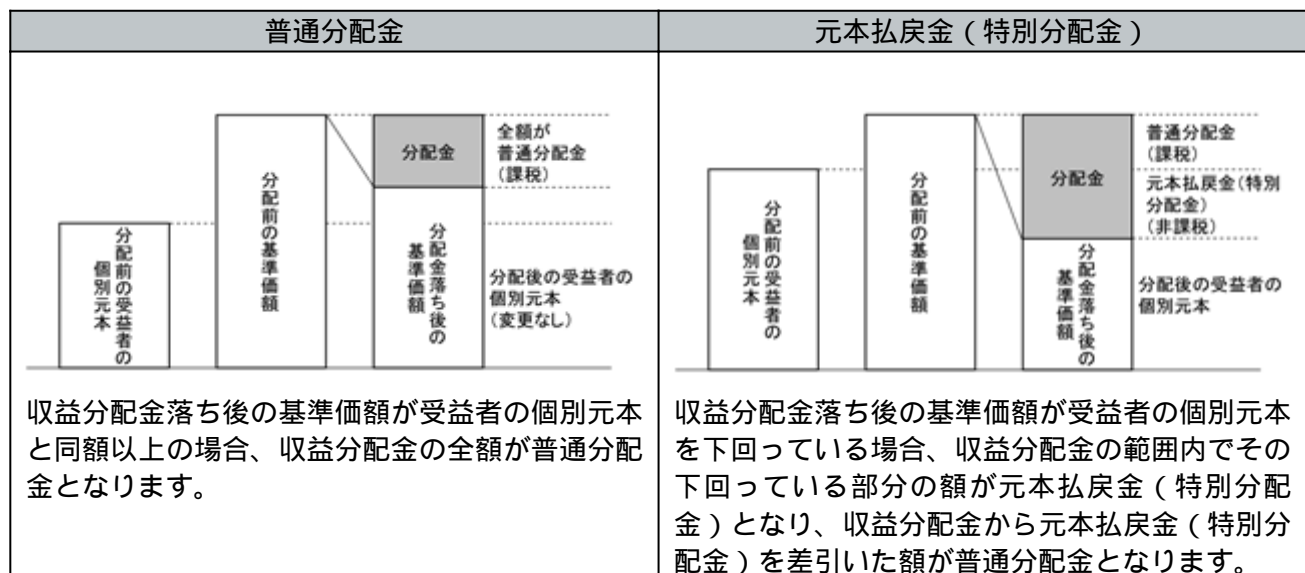 普通分配金
分配前の受益者の
個別元本
分配前の基準価額
分配金
分配金落ち後の
基準価額
全額が
普通分配金
(課税)
分配後の受益者の
個別元本
(変更なし)
収益分配金落ち後の基準価額が受益者の個別元本
と同額以上の場合、収益分配金の全額が普通分配
金となります。
元本払戻金（特別分配金）
分配前の受益者の
個別元本
分配前の基準価額
分配金
分配金落ち後の
基準価額
普通分配金
(課税)
元本払戻金(特別
分配金)
(非課税)
分配後の受益者の
個別元本
収益分配金落ち後の基準価額が受益者の個別元本
を下回っている場合、収益分配金の範囲内でその
下回っている部分の額が元本払戻金（特別分配
金）となり、収益分配金から元本払戻金（特別分
配金）を差引いた額が普通分配金となります。